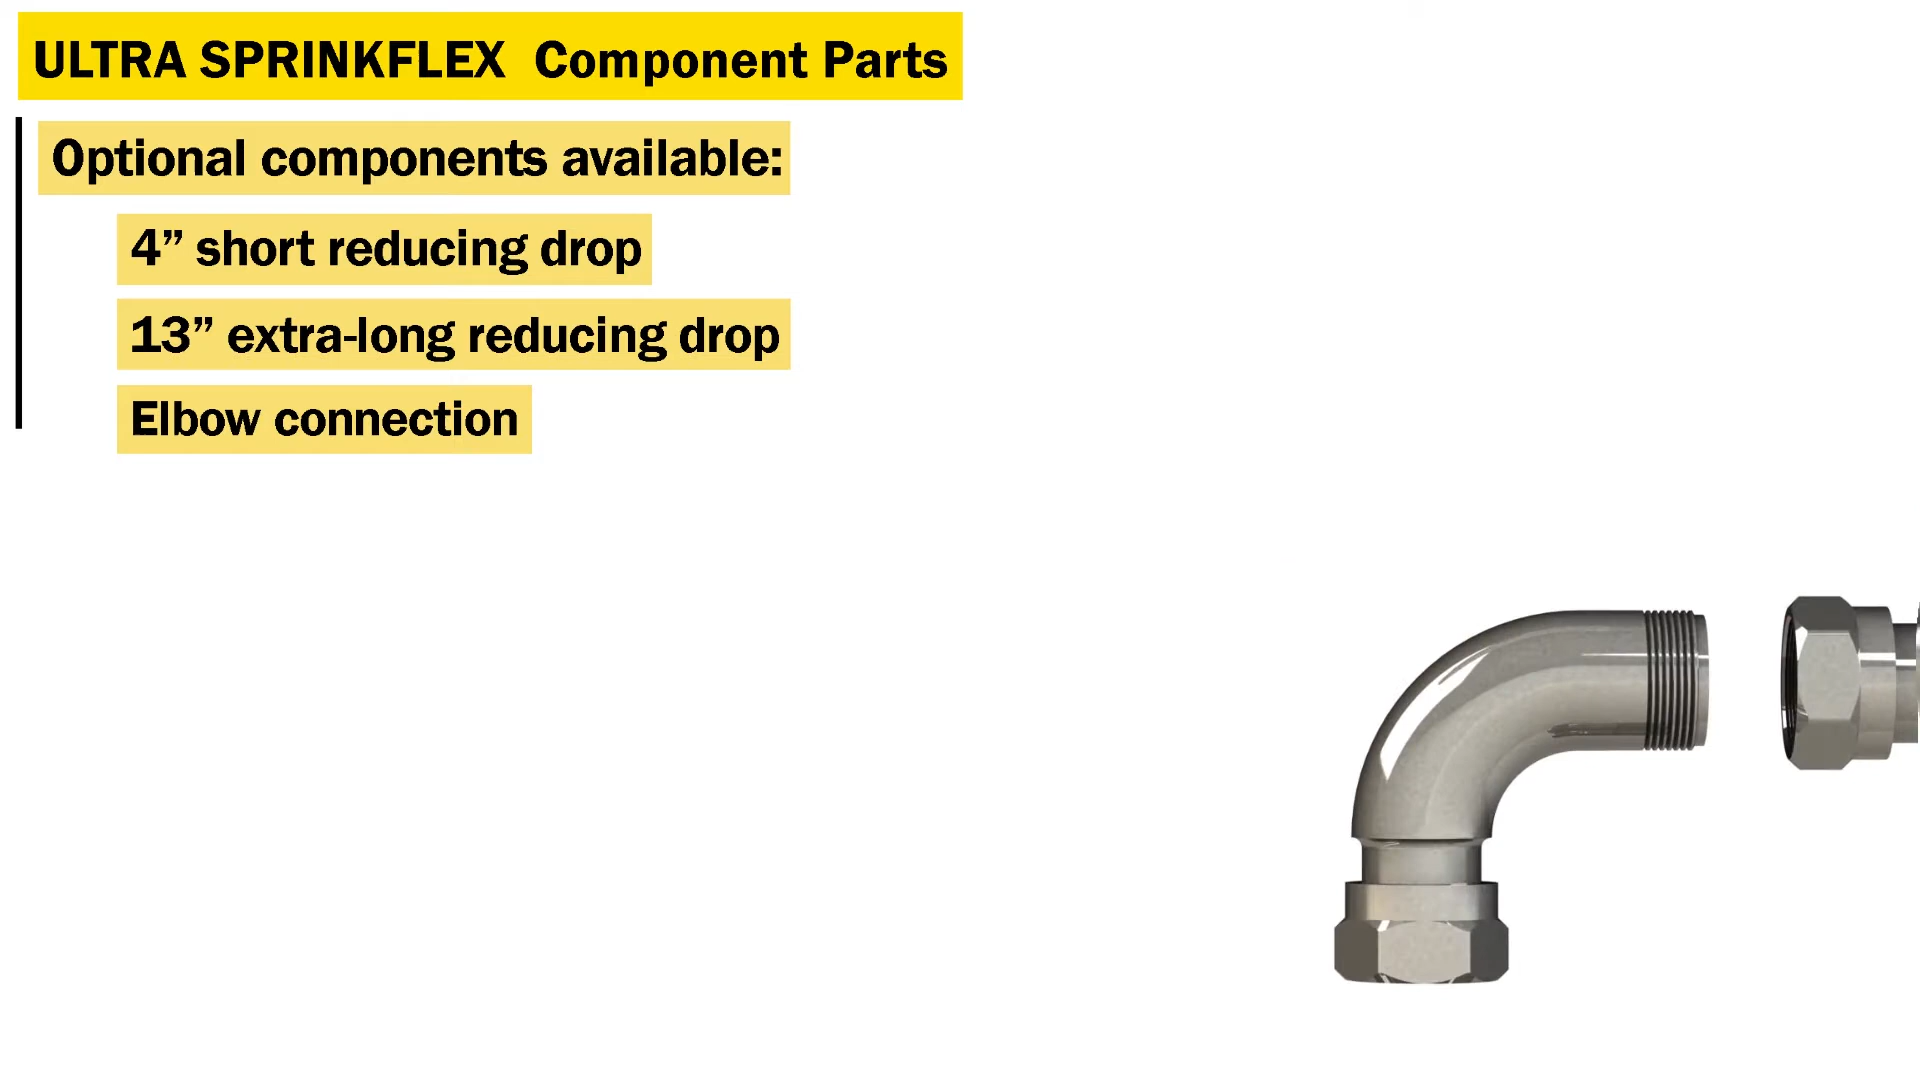 ULTRA SPRINKFLEX Component Parts
Optional components available:
4” short reducing drop
13” extra-long reducing drop
Elbow connection